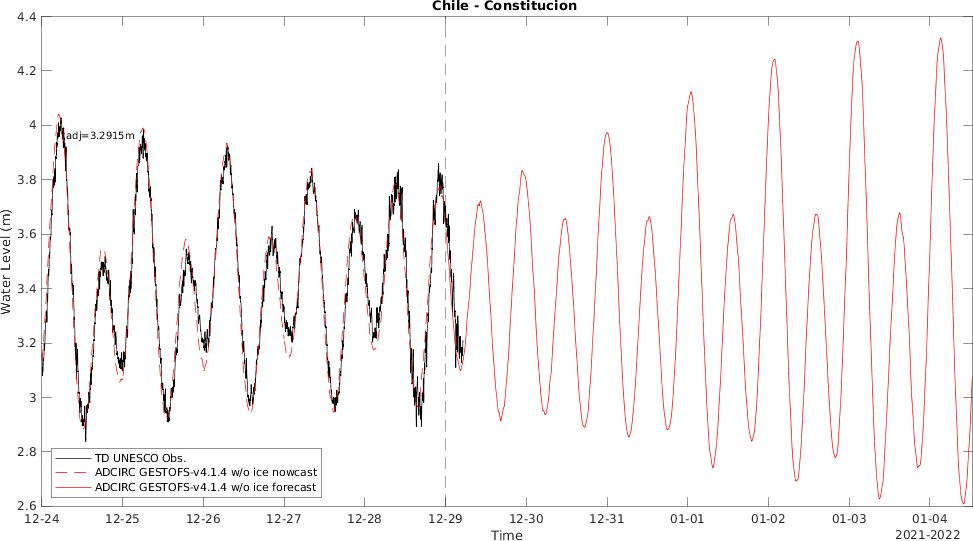 Chile - Constitucion
4.4
4.2
4
3.8
3.6
3.4
3.2
3
2.8
2.6
Water Level (m)
adj=3.2915m
TD UNESCO Obs.
ADCIRC GESTOFS-v4.1.4 w/o ice nowcast
ADCIRC GESTOFS-v4.1.4 w/o ice forecast
12-24 12-25 12-26 12-27 12-28 12-29 12-30 12-31 01-01 01-02 01-03 01-04
Time
2021-2022